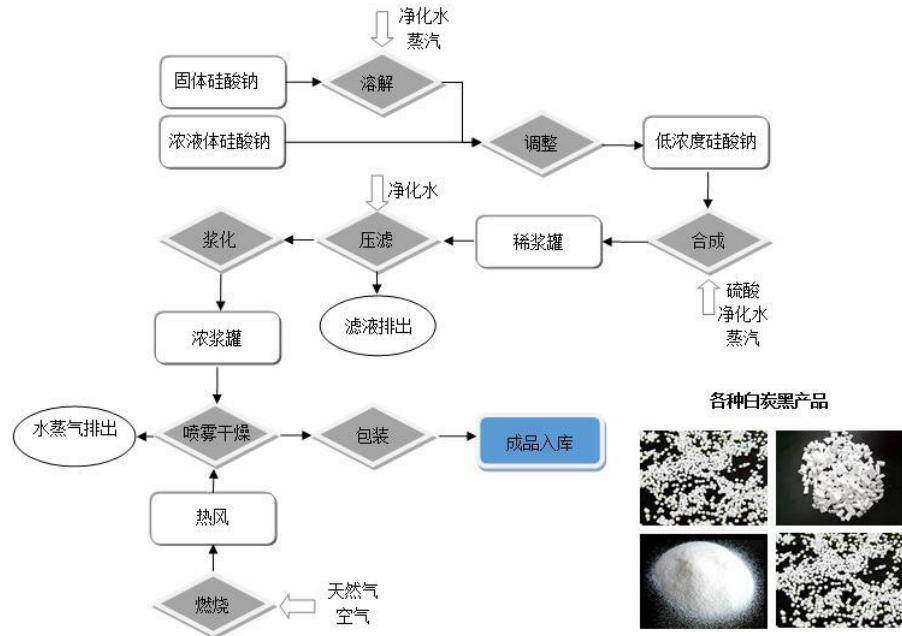 净化水
蒸汽
固体硅酸钠
溶解
浓液体硅酸钠
调整
低浓度硅酸钠
净化水
浆化
压滤
稀浆罐
合成
硫酸
净化水
蒸汽
滤液排出
浓浆罐
各种白炭黑产品
水蒸气排出
喷雾干燥
包装
成品入库
热风
燃烧
天然气
空气